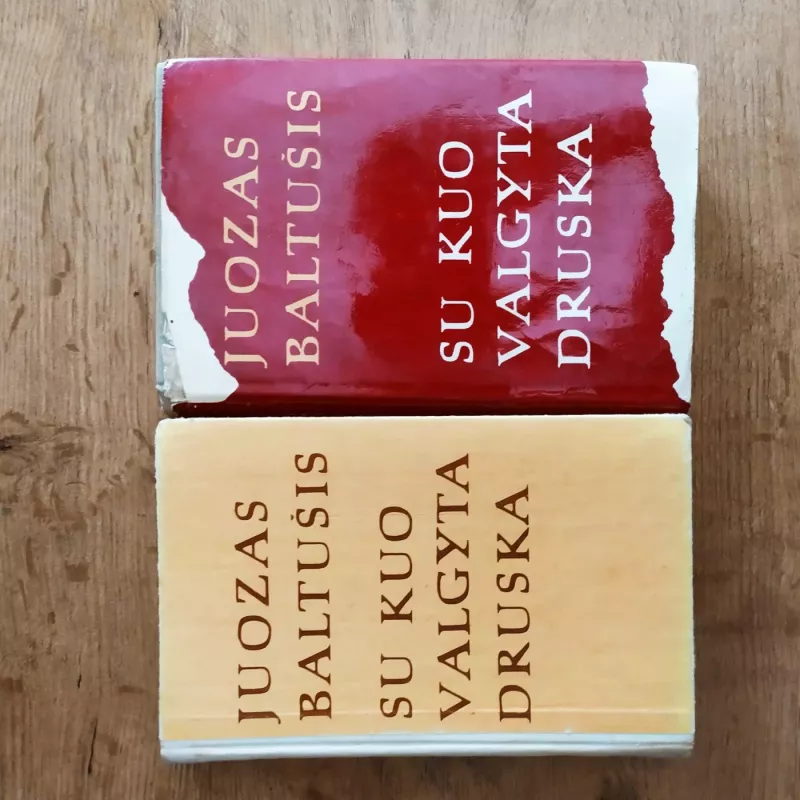 JUOZAS
BALTUŠIS
SU KUO
VALGYTA
DRUSKA
JUOZAS
BALTUŠIS
SU KUO
VALGYTA
DRUSKA